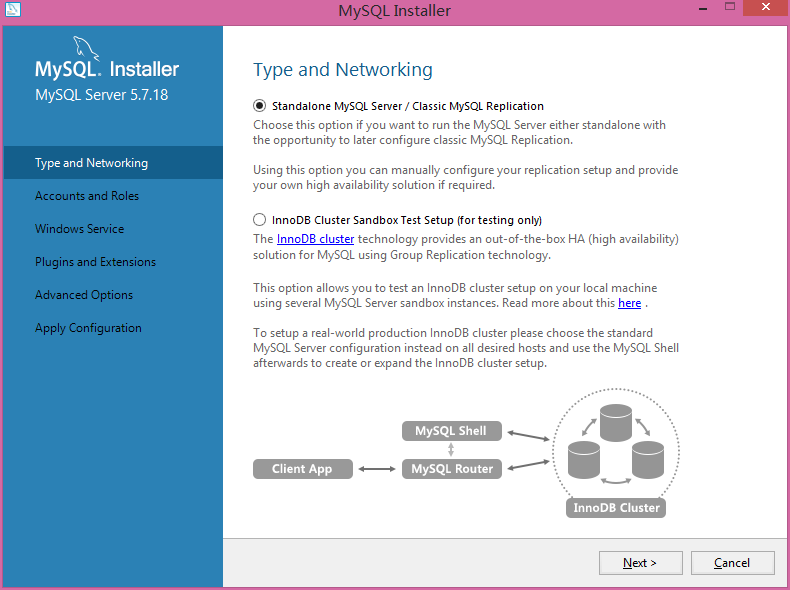 MySQL Installer
MySQL. Installer
MySQL Server 5.7.18
Type and Networking
Accounts and Roles
Windows Service
Plugins and Extensions
Advanced Options
Apply Configuration
Type and Networking
Standalone MySQL Server / Classic MySQL Replication
Choose this option if you want to run the MySQL Server either standalone with
the opportunity to later configure classic MySQL Replication.
Using this option you can manually configure your replication setup and provide
your own high availability solution if required.
InnoDB Cluster Sandbox Test Setup (for testing only)
The InnoDB cluster technology provides an out-of-the-box HA (high availability)
solution for MySQL using Group Replication technology.
This option allows you to test an InnoDB cluster setup on your local machine
using several MySQL Server sandbox instances. Read more about this here .
To setup a real-world production InnoDB cluster please choose the standard
MySQL Server configuration instead on all desired hosts and use the MySQL Shell
afterwards to create or expand the InnoDB cluster setup.
MySQL Shell
Client App
MySQL Router
InnoDB Cluster
Next >
Cancel